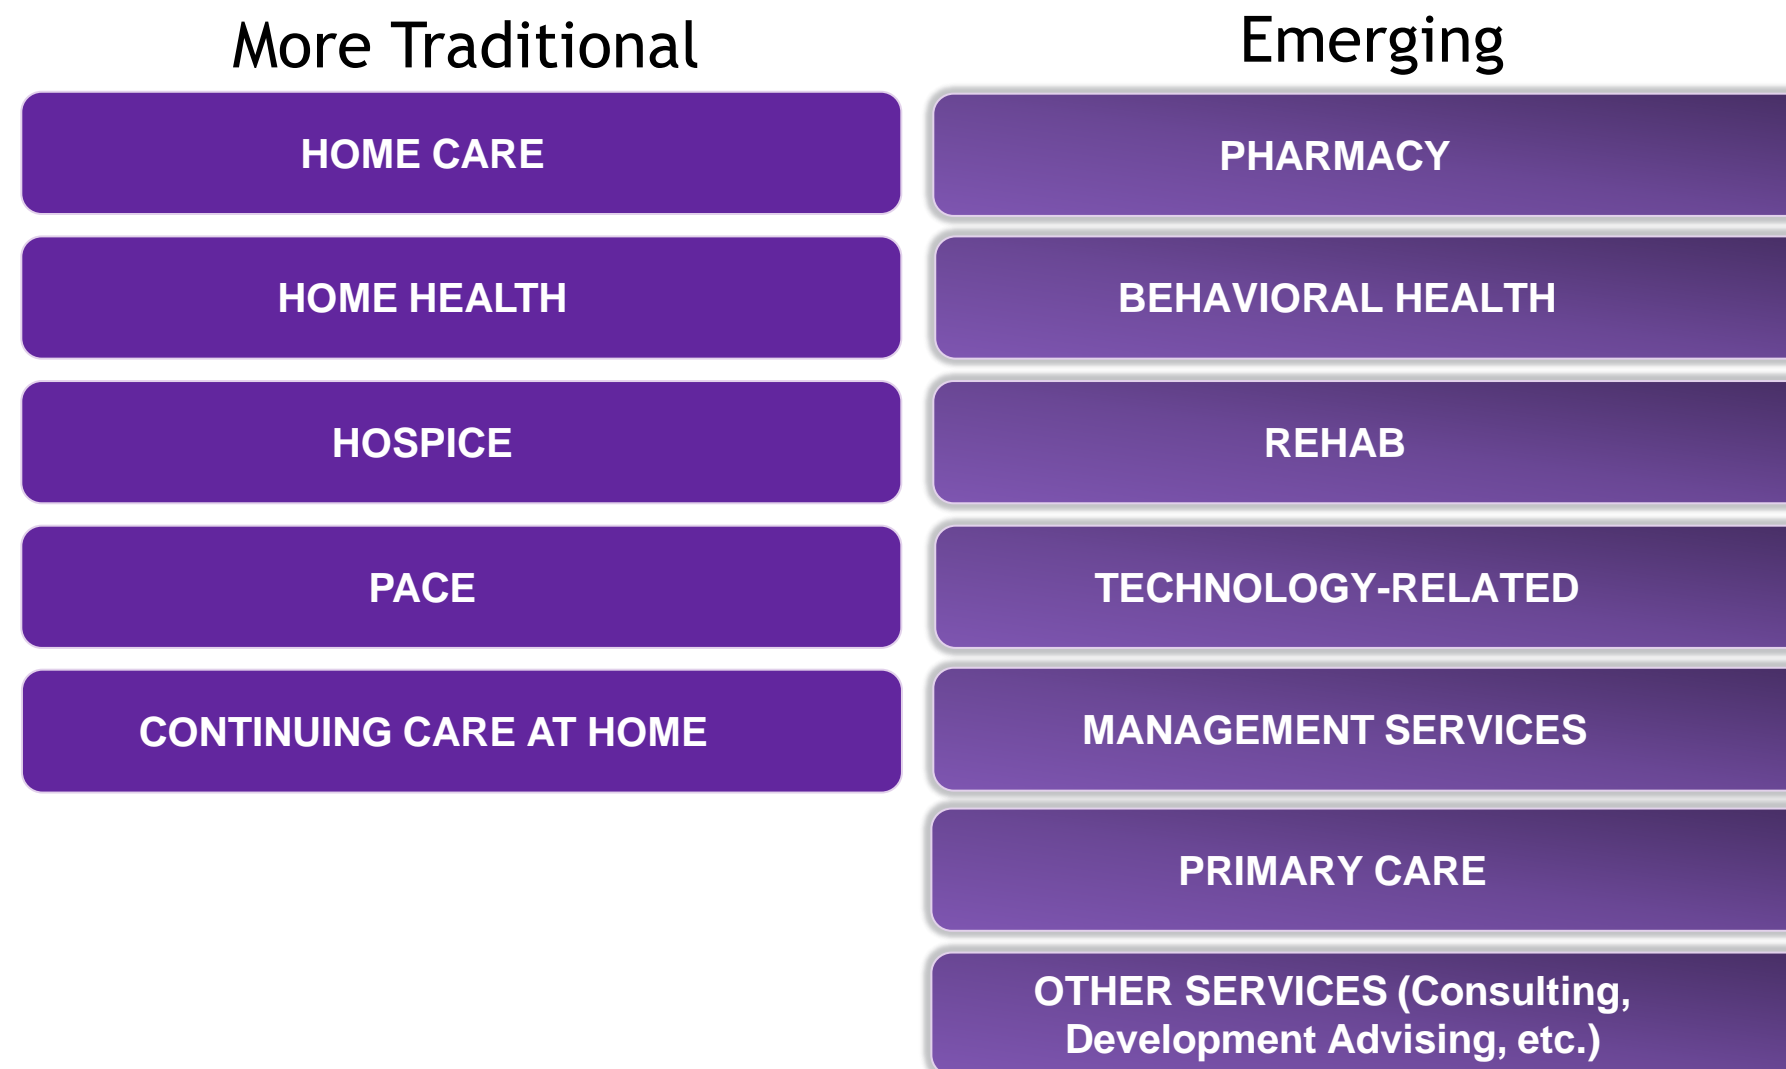 More Traditional
HOME CARE
HOME HEALTH
HOSPICE
PACE
CONTINUING CARE AT HOME
Emerging
PHARMACY
BEHAVIORAL HEALTH
REHAB
TECHNOLOGY-RELATED
MANAGEMENT SERVICES
PRIMARY CARE
OTHER SERVICES (Consulting,
Development Advising, etc.)